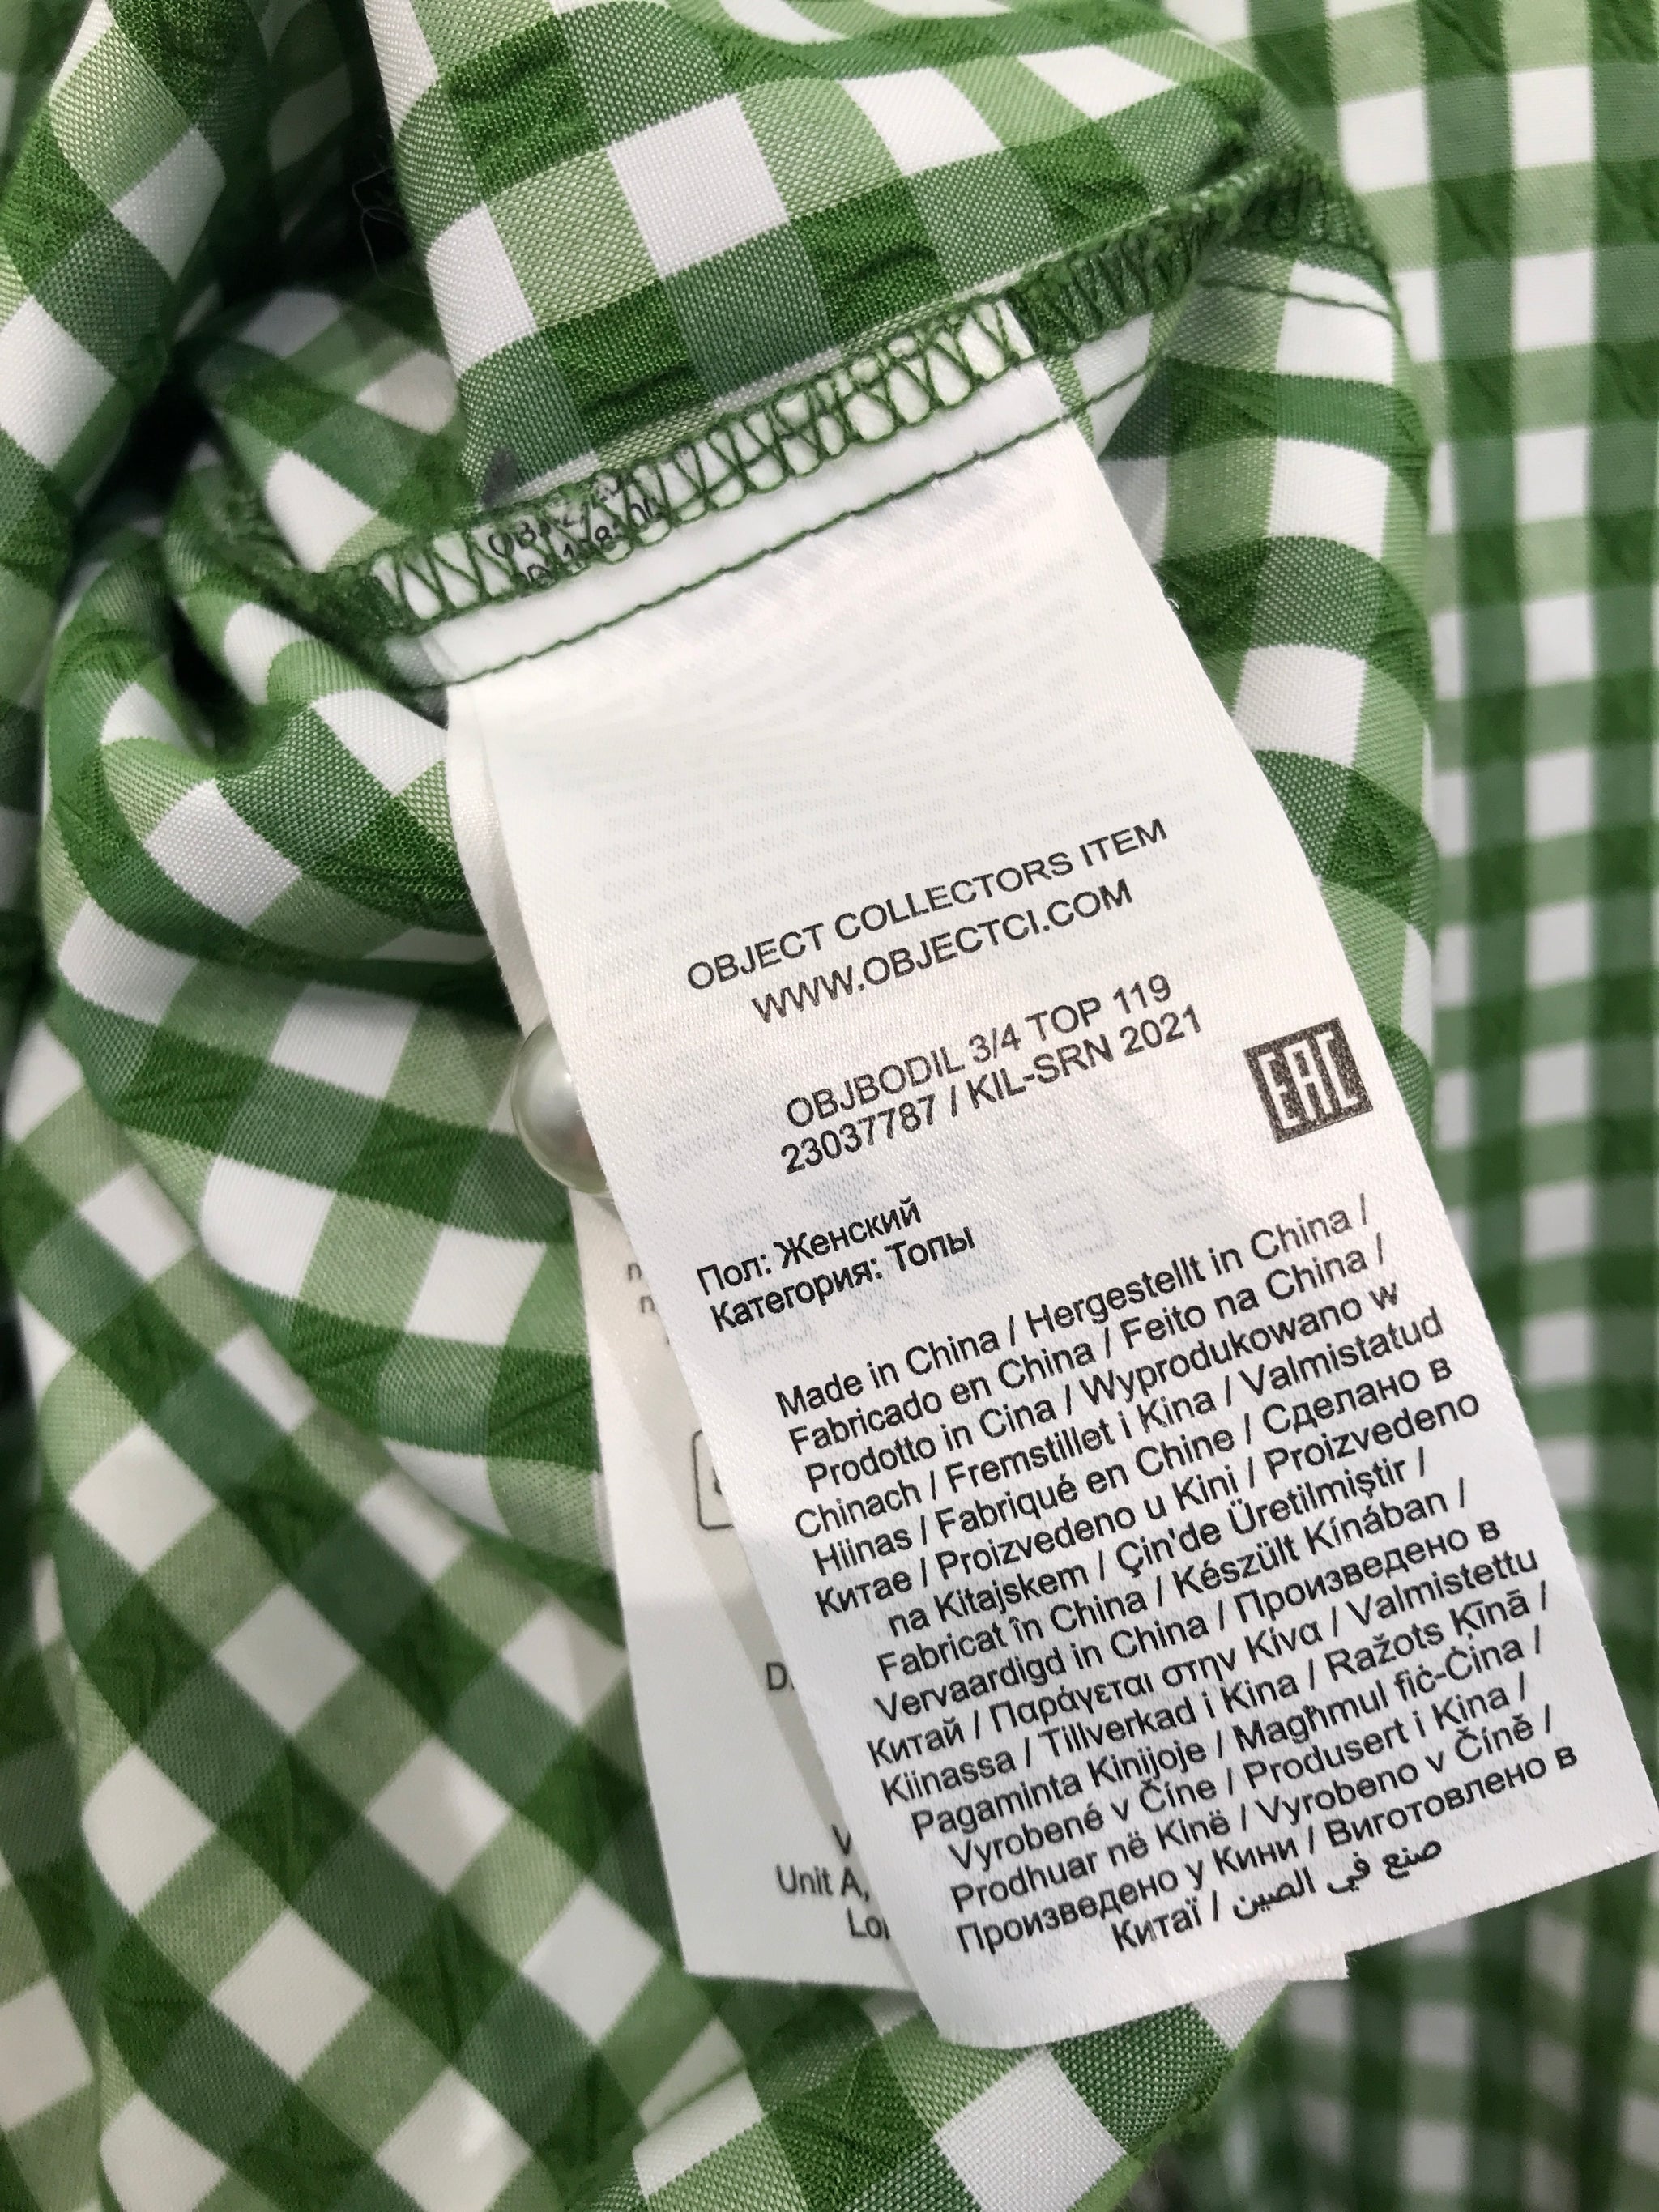 OBJECT COLLECTORS ITEM
WWW.OBJECTCI.COM
OBJBODIL 3/4 TOP 119
23037787 / KIL-SRN 2021
EAC
Пол: Женский
Категория: Топы
Made in China / Hergestellt in China /
Fabricado en China / Feito na China /
Prodotto in Cina / Wyprodukowano w
Chinach / Fremstillet i Kina / Valmistatud
Hiinas / Fabriqué en Chine / Сделано в
Китае / Proizvedeno u Kini / Proizvedeno
na Kitajskem / Çin'de Üretilmiştir /
Fabricat în China / Készült Kínában /
Vervaardigd in China / Произведено в
Китай / Παράγεται στην Κίνα / Valmistettu
Kiinassa / Tillverkad i Kina / Ražots Ķīnā /
Pagaminta Kinijoje / Magħmul fiċ-Ċina /
Vyrobené v Číne / Produsert i Kina /
Prodhuar në Kinë / Vyrobeno v Číně /
Произведено у Кини / Виготовлено в
Китаї / صنع في الصين
Unit A,